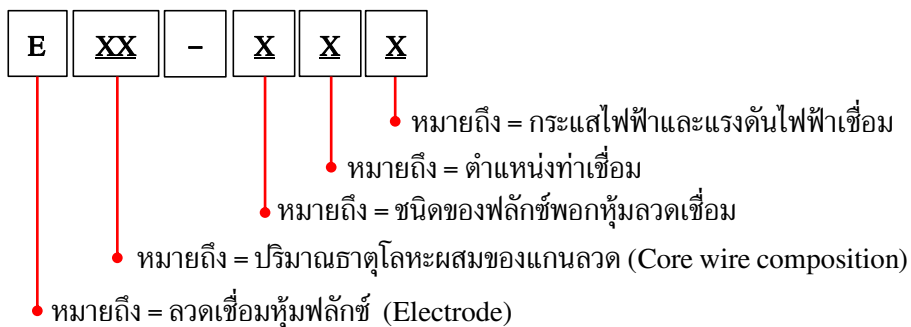 E XX – X X X
หมายถึง = กระแสไฟฟ้าและแรงดันไฟฟ้าเชื่อม
หมายถึง = ตำแหน่งท่าเชื่อม
หมายถึง = ชนิดของฟลักซ์พอกหุ้มลวดเชื่อม
หมายถึง = ปริมาณธาตุโลหะผสมของแกนลวด (Core wire composition)
หมายถึง = ลวดเชื่อมหุ้มฟลักซ์ (Electrode)